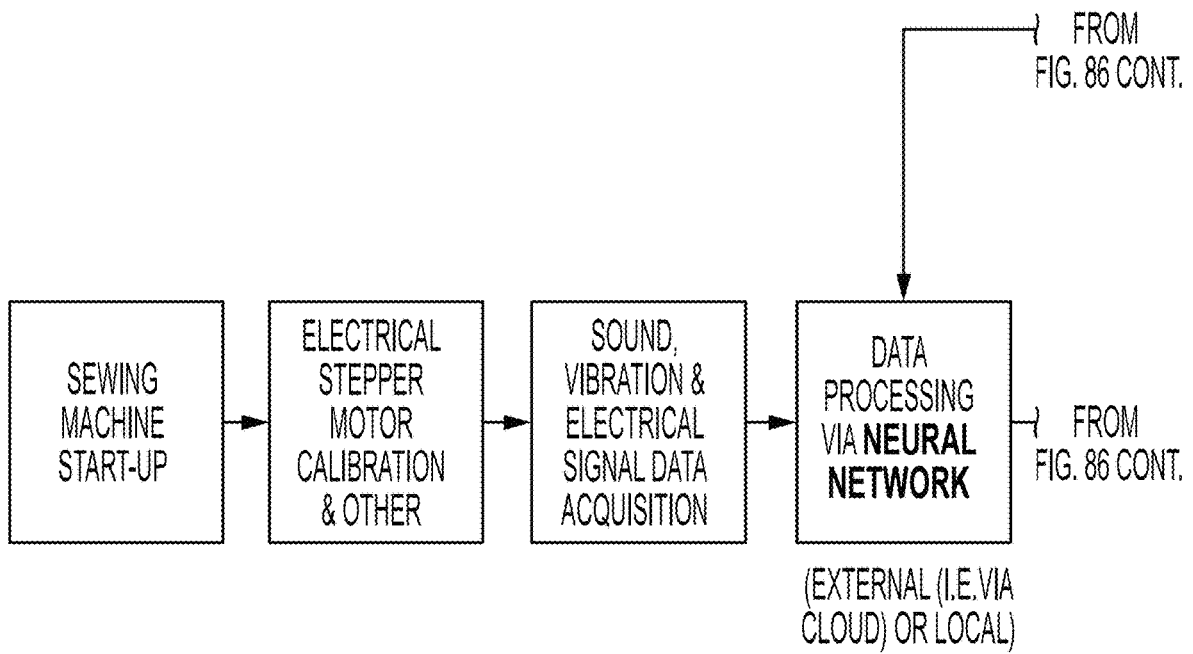 FROM
FIG. 86 CONT.
SEWING
MACHINE
START-UP
ELECTRICAL
STEPPER
MOTOR
CALIBRATION
& OTHER
SOUND,
VIBRATION &
ELECTRICAL
SIGNAL DATA
ACQUISITION
DATA
PROCESSING
VIA NEURAL
NETWORK
FROM
FIG. 86 CONT.
(EXTERNAL (I.E.VIA
CLOUD) OR LOCAL)